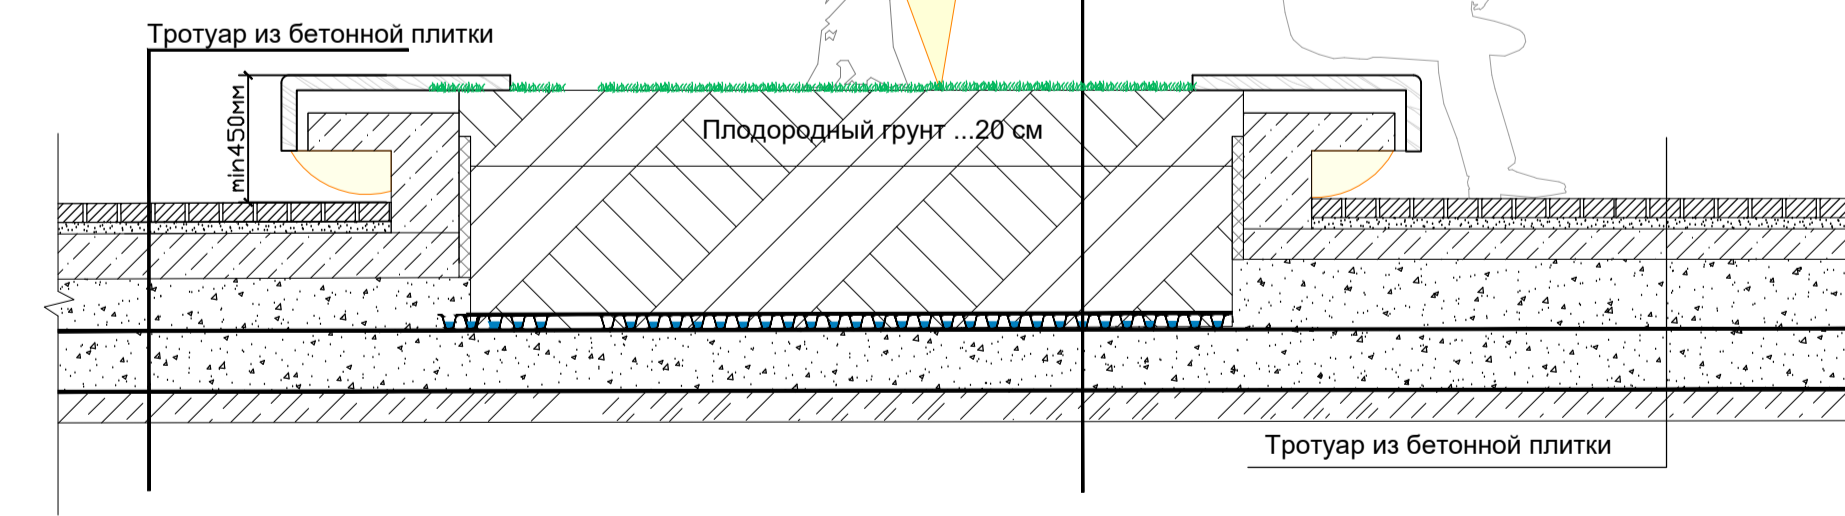 Тротуар из бетонной плитки
min450мм
Плодородный грунт ...20 см
Тротуар из бетонной плитки